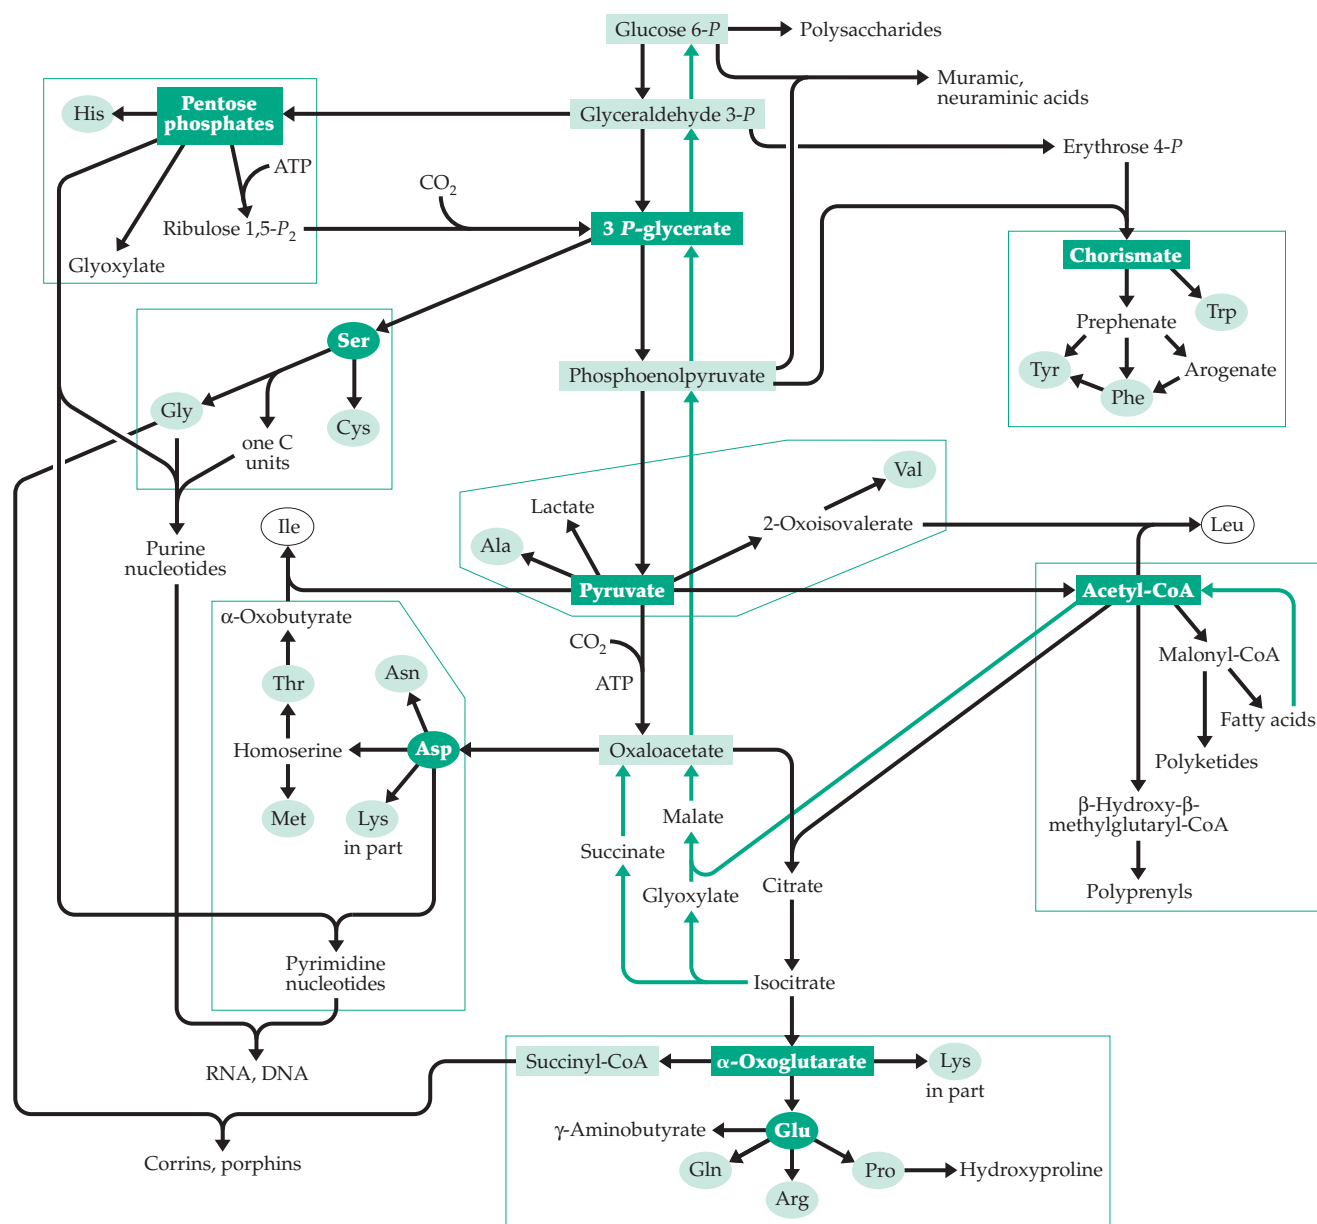 Glucose 6-P
Polysaccharides
Muramic,
neuraminic acids
His
Pentose
phosphates
Glyceraldehyde 3-P
Erythrose 4-P
ATP
CO₂
Ribulose 1,5-P₂
3 P-glycerate
Glyoxylate
Chorismate
Trp
Prephenate
Ser
Phosphoenolpyruvate
Tyr
Arogenate
Phe
Gly
Cys
one C
units
Val
Lactate
2-Oxoisovalerate
Leu
Ile
Ala
Purine
nucleotides
Pyruvate
Acetyl-CoA
α-Oxobutyrate
CO₂
Malonyl-CoA
Asn
Thr
ATP
Fatty acids
Homoserine
Asp
Oxaloacetate
Polyketides
Met
Lys
in part
Malate
β-Hydroxy-β-
methylglutaryl-CoA
Succinate
Glyoxylate
Citrate
Polyprenyls
Pyrimidine
nucleotides
Isocitrate
RNA, DNA
Succinyl-CoA
α-Oxoglutarate
Lys
in part
γ-Aminobutyrate
Glu
Corrins, porphins
Gln
Pro
Hydroxyproline
Arg